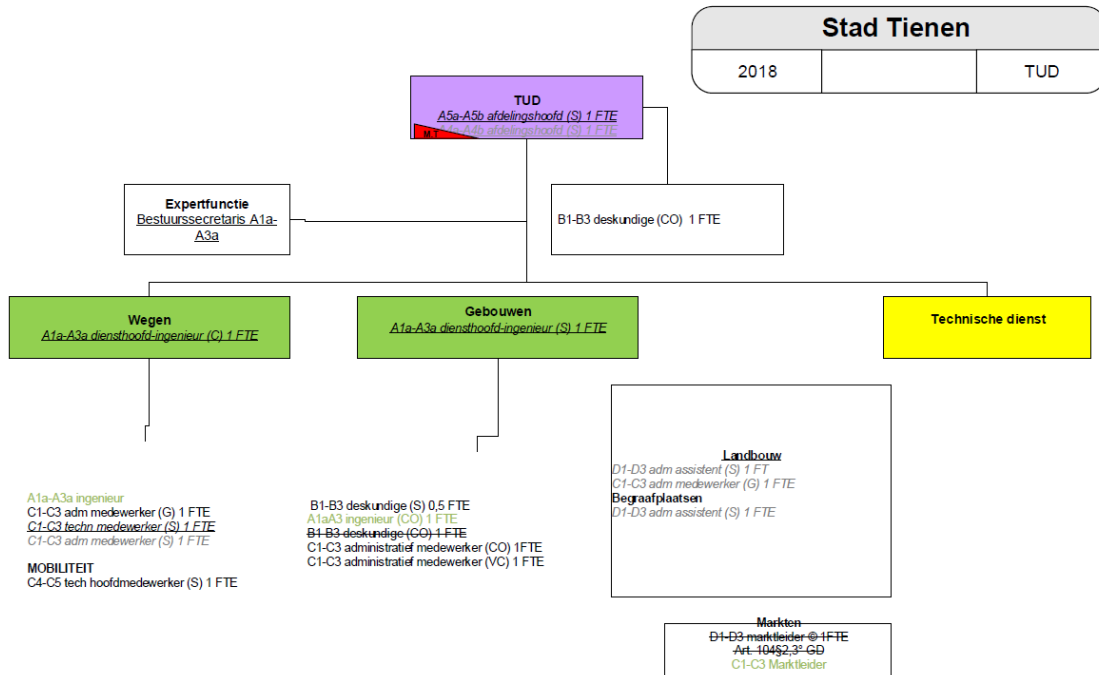 Stad Tienen
2018 TUD
TUD
A5a-A5b afdelingshoofd (S) 1 FTE
A4a-A4b afdelingshoofd (S) 1 FTE
Expertfunctie
Bestuurssecretaris A1a-
A3a
B1-B3 deskundige (CO) 1 FTE
Wegen
A1a-A3a diensthoofd-ingenieur (C) 1 FTE
Gebouwen
A1a-A3a diensthoofd-ingenieur (S) 1 FTE
Technische dienst
A1a-A3a ingenieur
C1-C3 adm medewerker (G) 1 FTE
C1-C3 techn medewerker (S) 1 FTE
C1-C3 adm medewerker (S) 1 FTE
MOBILITEIT
C4-C5 tech hoofdmedewerker (S) 1 FTE
B1-B3 deskundige (S) 0,5 FTE
A1aA3 ingenieur (CO) 1 FTE
B1-B3 deskundige (CO) 1 FTE
C1-C3 administratief medewerker (CO) 1FTE
C1-C3 administratief medewerker (VC) 1 FTE
Landbouw
D1-D3 adm assistent (S) 1 FT
C1-C3 adm medewerker (G) 1 FTE
Begraafplaatsen
D1-D3 adm assistent (S) 1 FTE
Markten
D1-D3 marktleider © 1FTE
Art. 104§2,3° GD
C1-C3 Marktleider